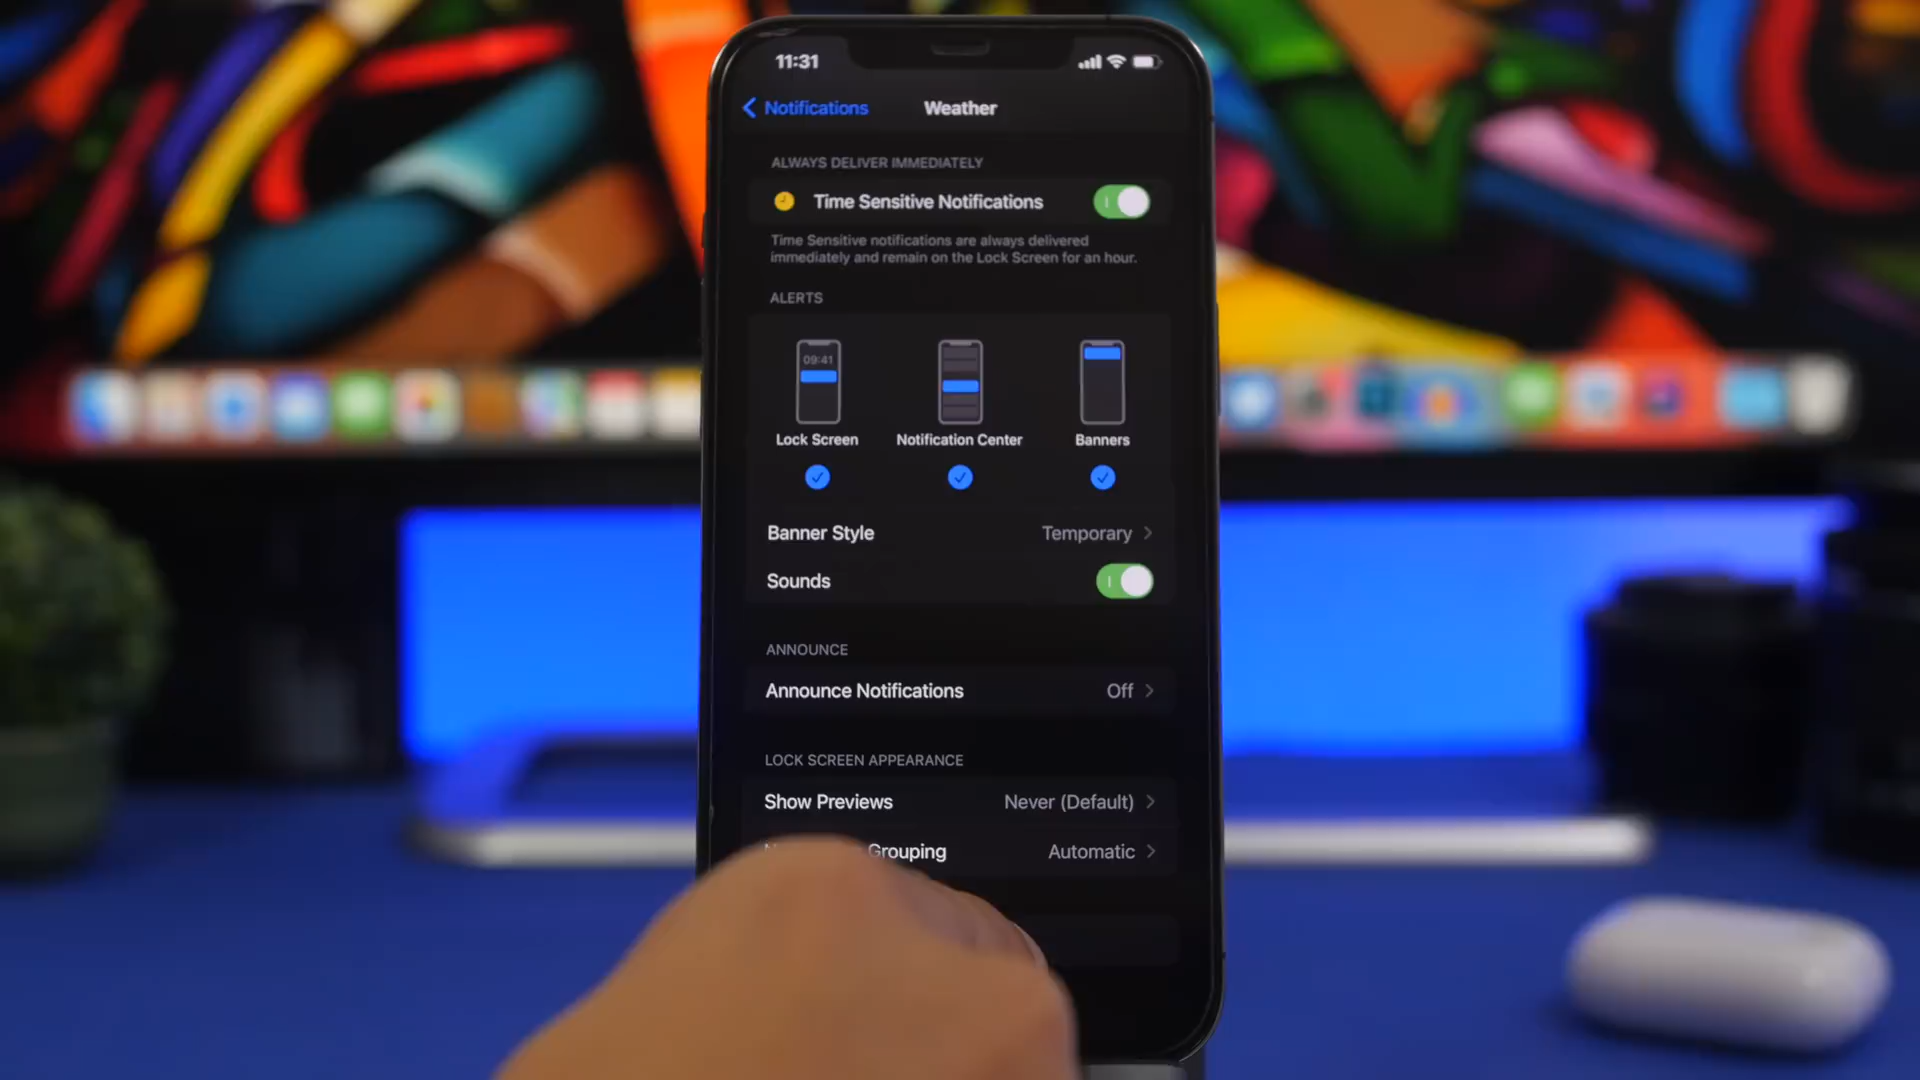 11:31
Notifications
Weather
ALWAYS DELIVER IMMEDIATELY
Time Sensitive Notifications
Time Sensitive notifications are always delivered
immediately and remain on the Lock Screen for an hour.
ALERTS
09:41
Lock Screen
Notification Center
Banners
Banner Style
Temporary
Sounds
ANNOUNCE
Announce Notifications
Off
LOCK SCREEN APPEARANCE
Show Previews
Never (Default)
Grouping
Automatic